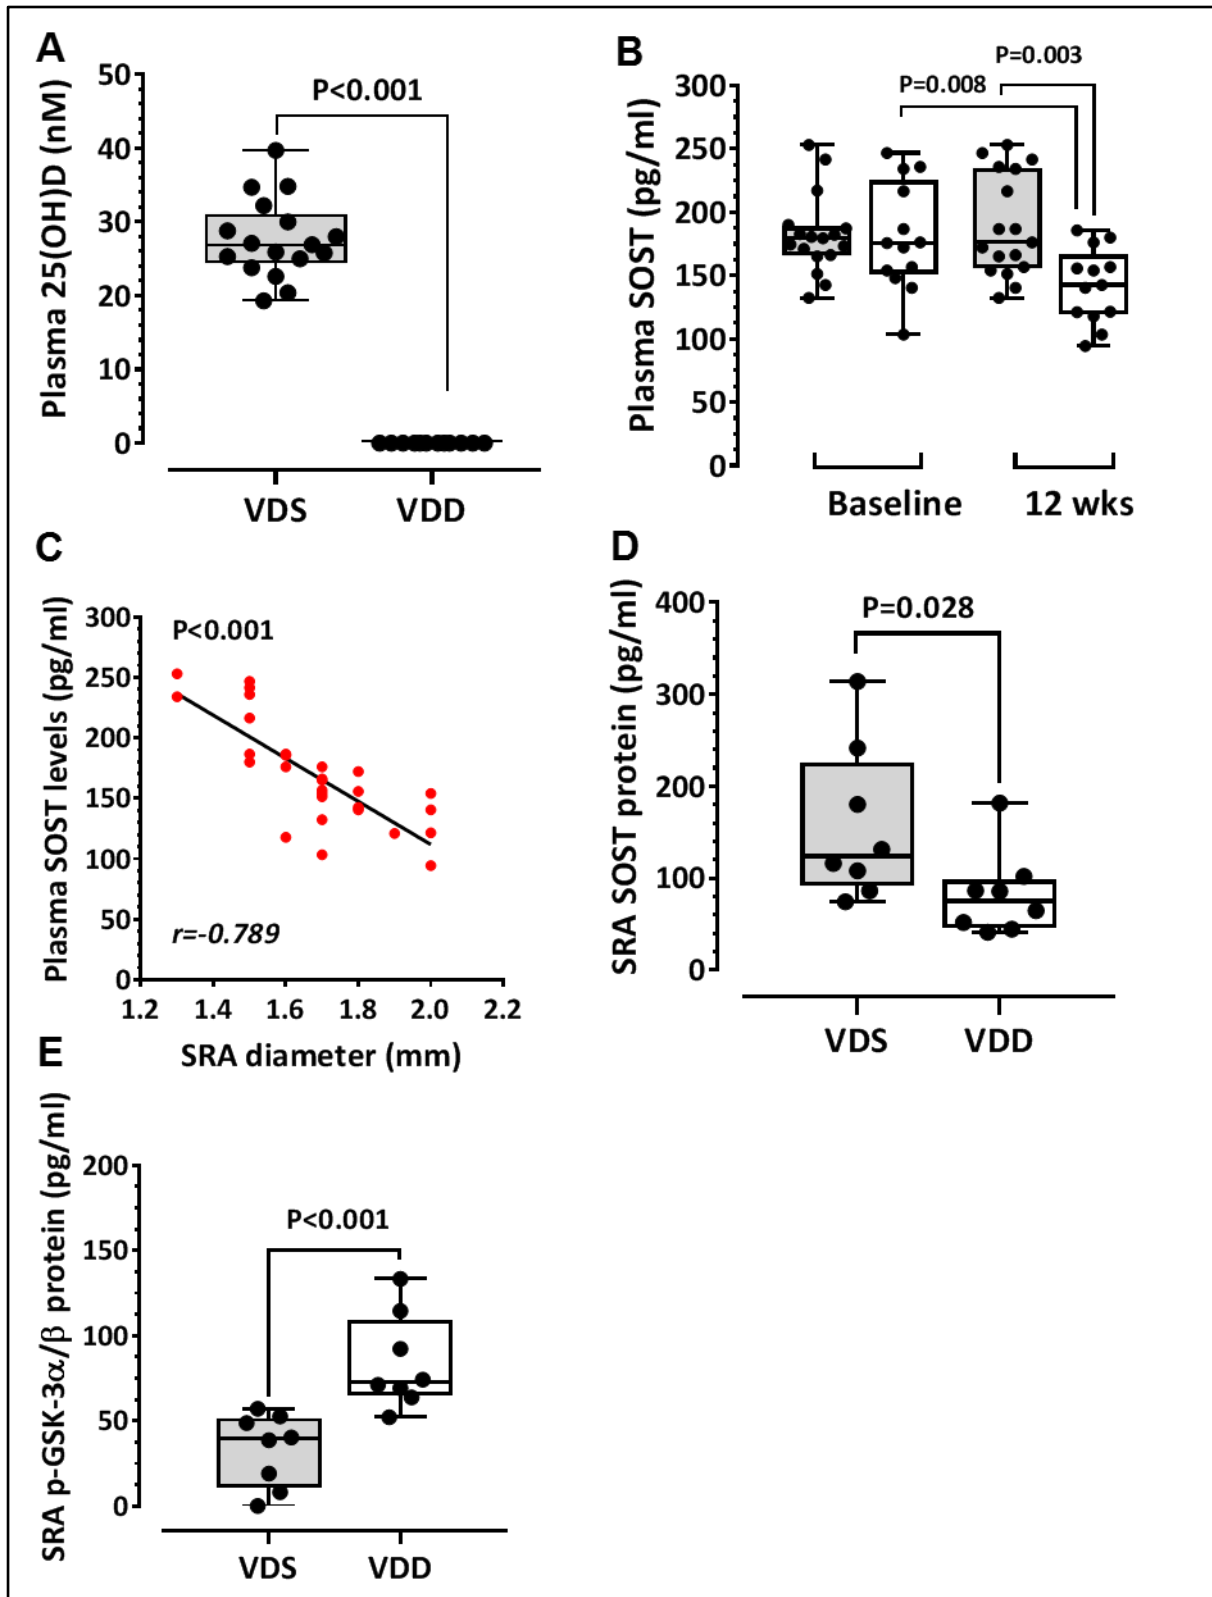 A
Plasma 25(OH)D (nM)
50
40
30
20
10
0
P<0.001
VDS
VDD
B
Plasma SOST (pg/ml)
300
250
200
150
100
50
0
P=0.003
P=0.008
Baseline
12 wks
C
Plasma SOST levels (pg/ml)
300
250
200
150
100
50
0
P<0.001
r=-0.789
1.2
1.4
1.6
1.8
2.0
2.2
SRA diameter (mm)
D
SRA SOST protein (pg/ml)
400
300
200
100
0
P=0.028
VDS
VDD
E
SRA p-GSK-3α/β protein (pg/ml)
200
150
100
50
0
P<0.001
VDS
VDD